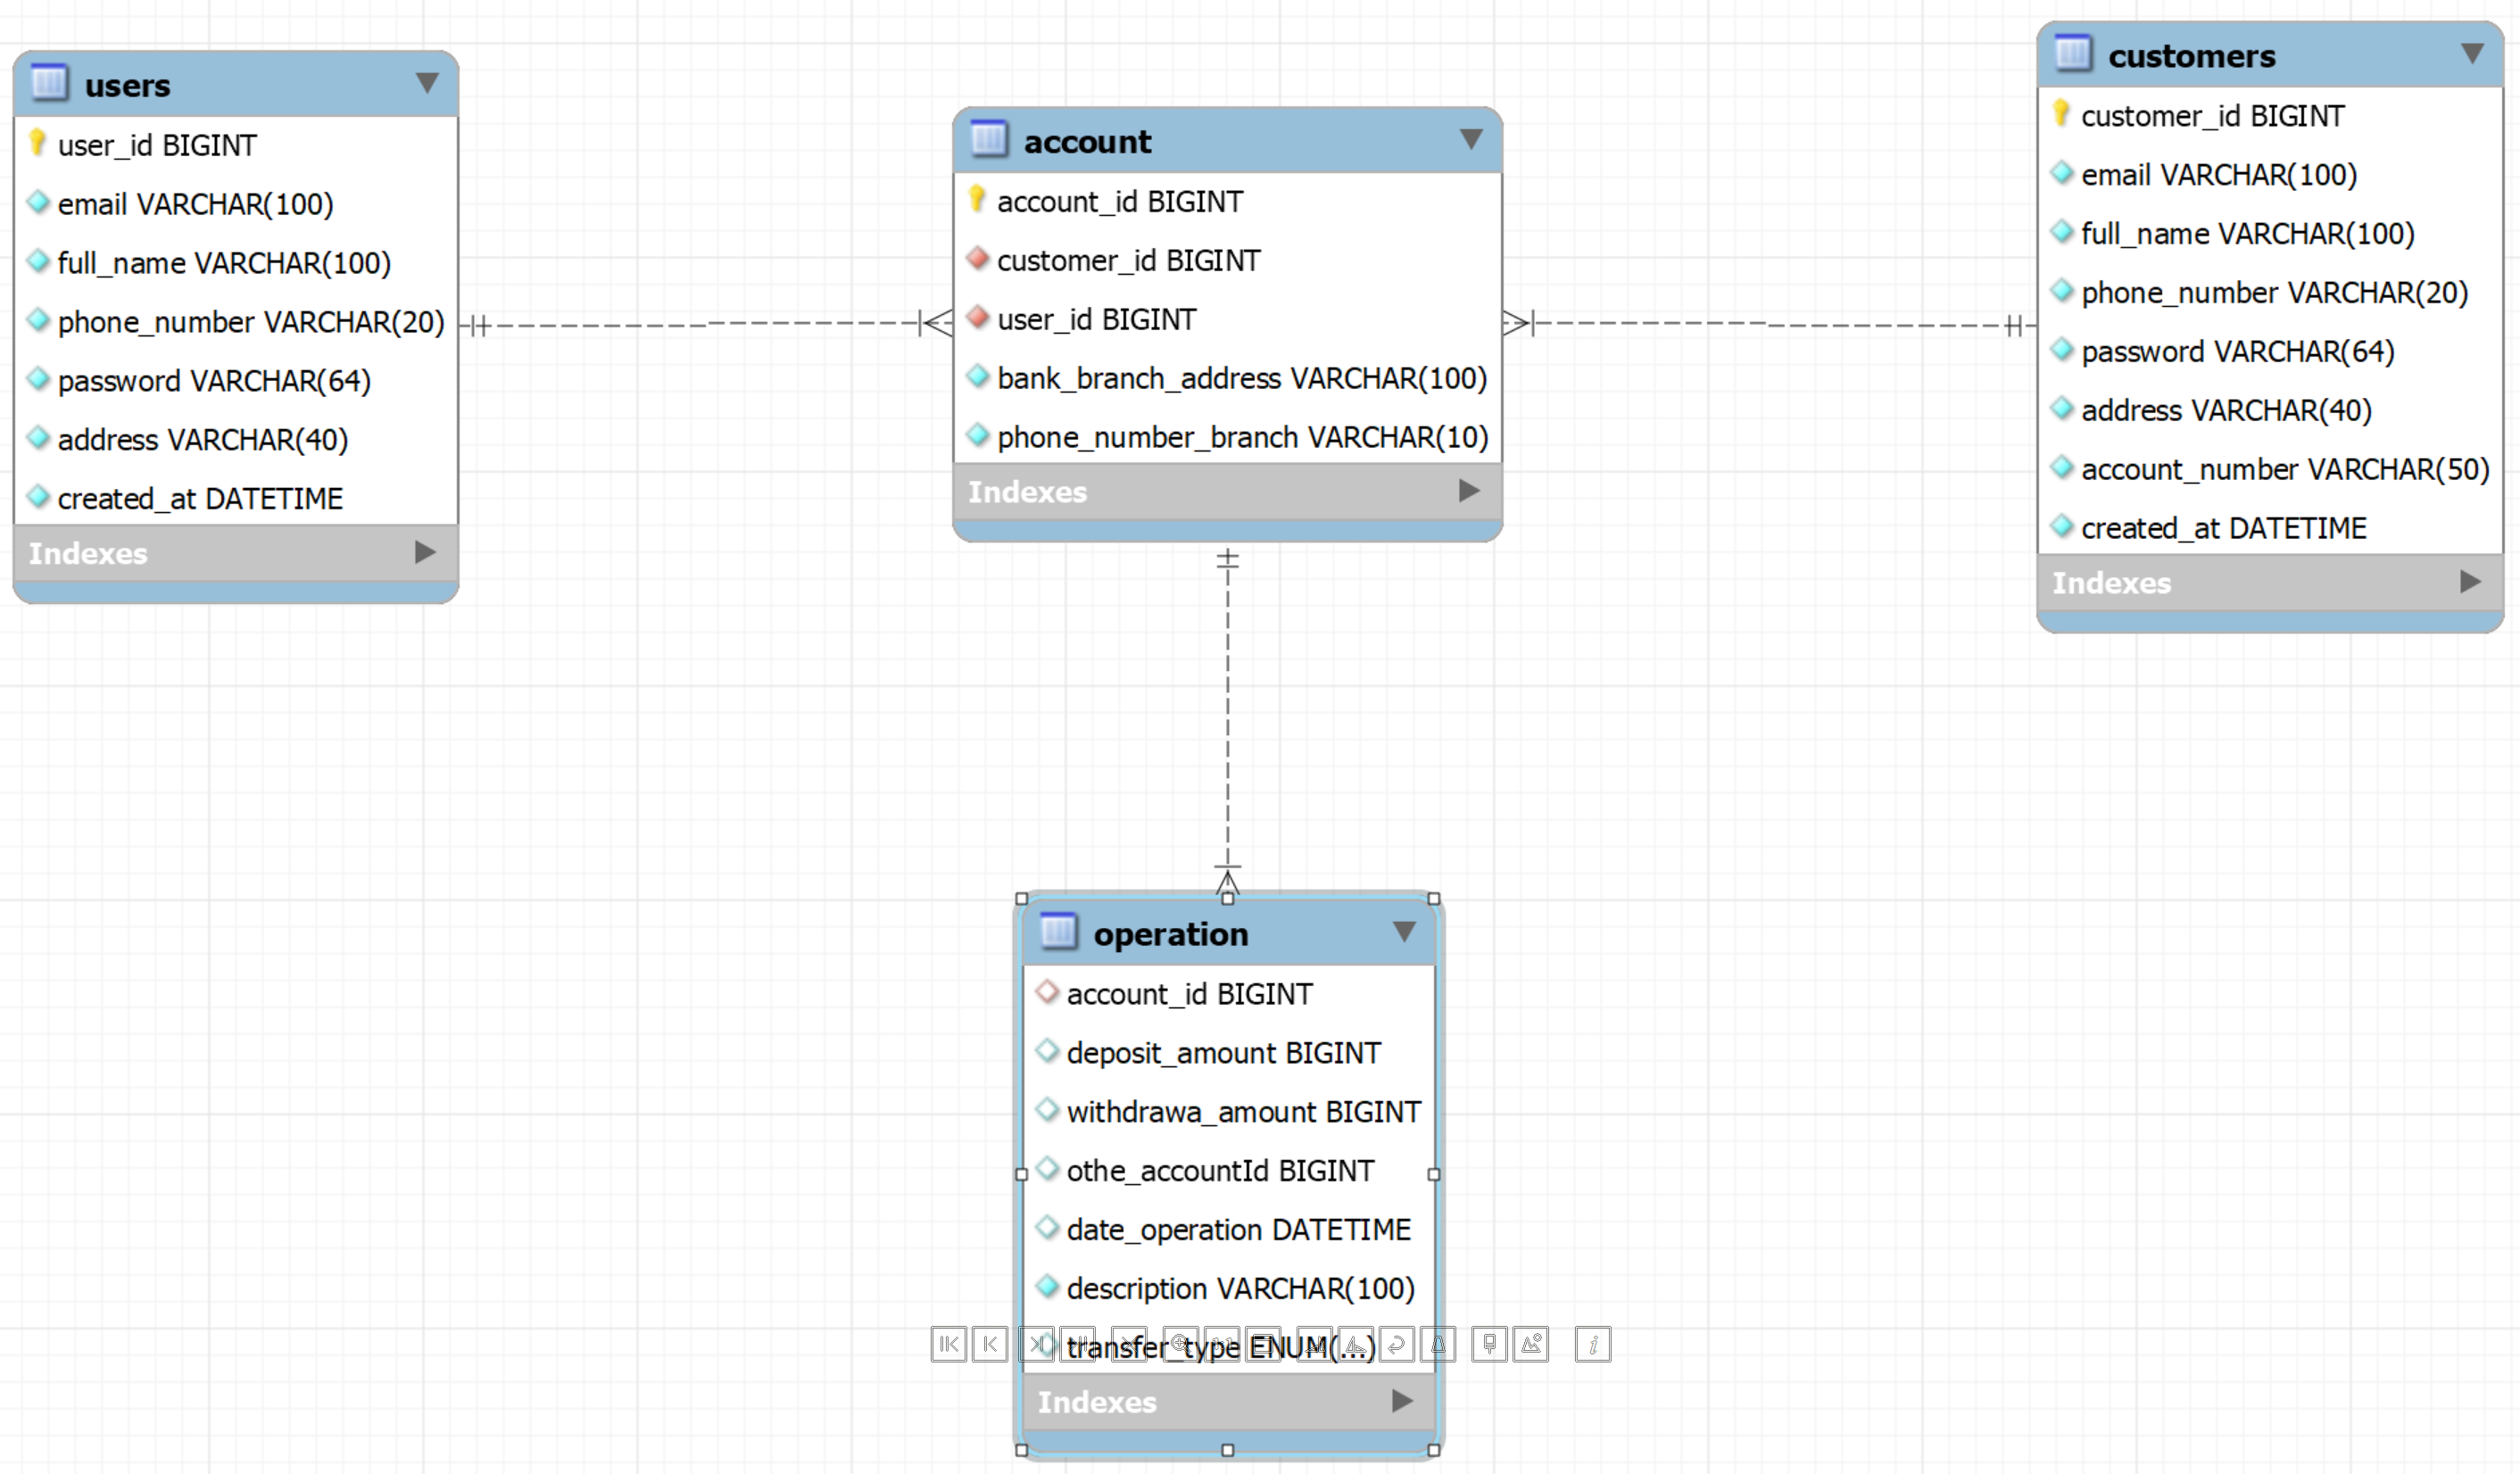 users
user_id BIGINT
email VARCHAR(100)
full_name VARCHAR(100)
phone_number VARCHAR(20)
password VARCHAR(64)
address VARCHAR(40)
created_at DATETIME
Indexes
account
account_id BIGINT
customer_id BIGINT
user_id BIGINT
bank_branch_address VARCHAR(100)
phone_number_branch VARCHAR(10)
Indexes
customers
customer_id BIGINT
email VARCHAR(100)
full_name VARCHAR(100)
phone_number VARCHAR(20)
password VARCHAR(64)
address VARCHAR(40)
account_number VARCHAR(50)
created_at DATETIME
Indexes
operation
account_id BIGINT
deposit_amount BIGINT
withdrawa_amount BIGINT
othe_accountId BIGINT
date_operation DATETIME
description VARCHAR(100)
transfer_type ENUM(...)
Indexes